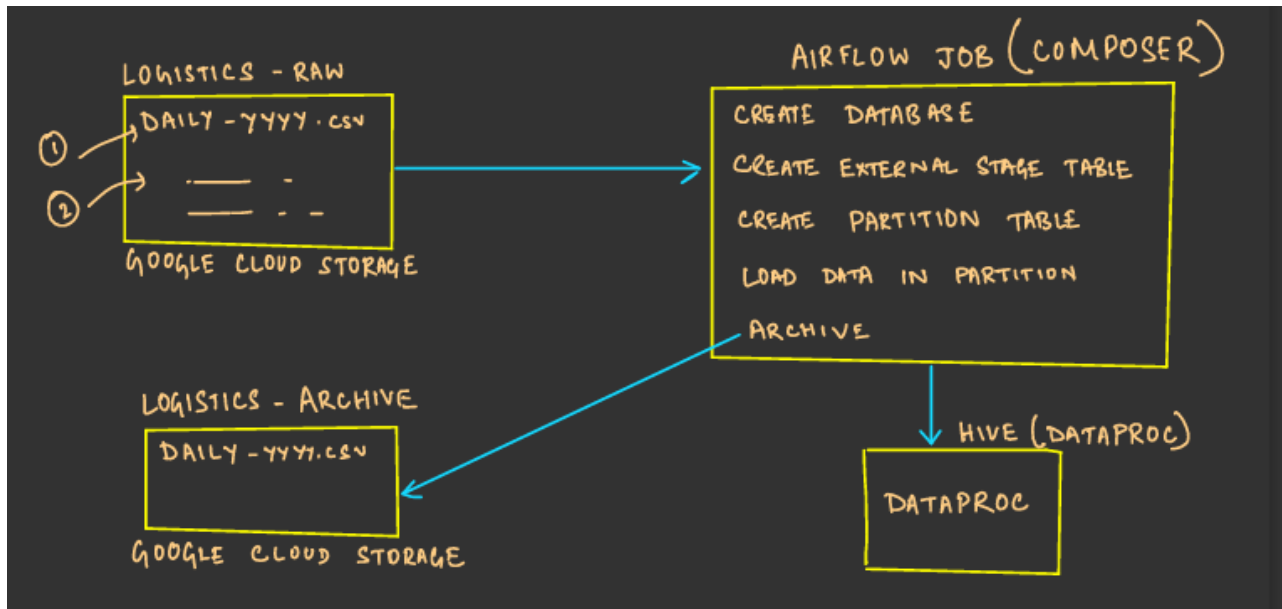 LOGISTICS - RAW
① DAILY - YYYY.CSV
②
GOOGLE CLOUD STORAGE
AIRFLOW JOB (COMPOSER)
CREATE DATABASE
CREATE EXTERNAL STAGE TABLE
CREATE PARTITION TABLE
LOAD DATA IN PARTITION
ARCHIVE
LOGISTICS - ARCHIVE
DAILY - YYYY.CSV
GOOGLE CLOUD STORAGE
HIVE (DATAPROC)
DATAPROC